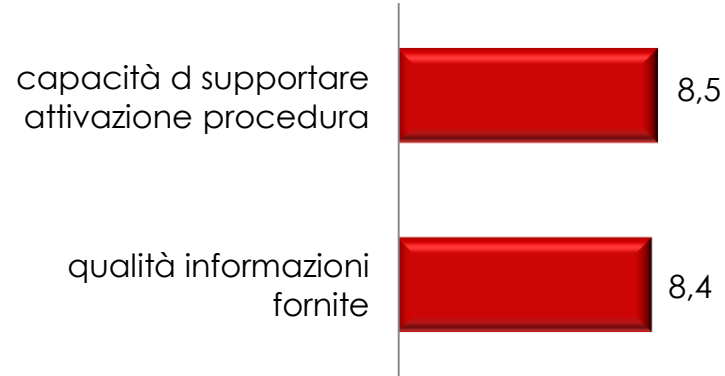 capacità d supportare
attivazione procedura
8,5
qualità informazioni
fornite
8,4